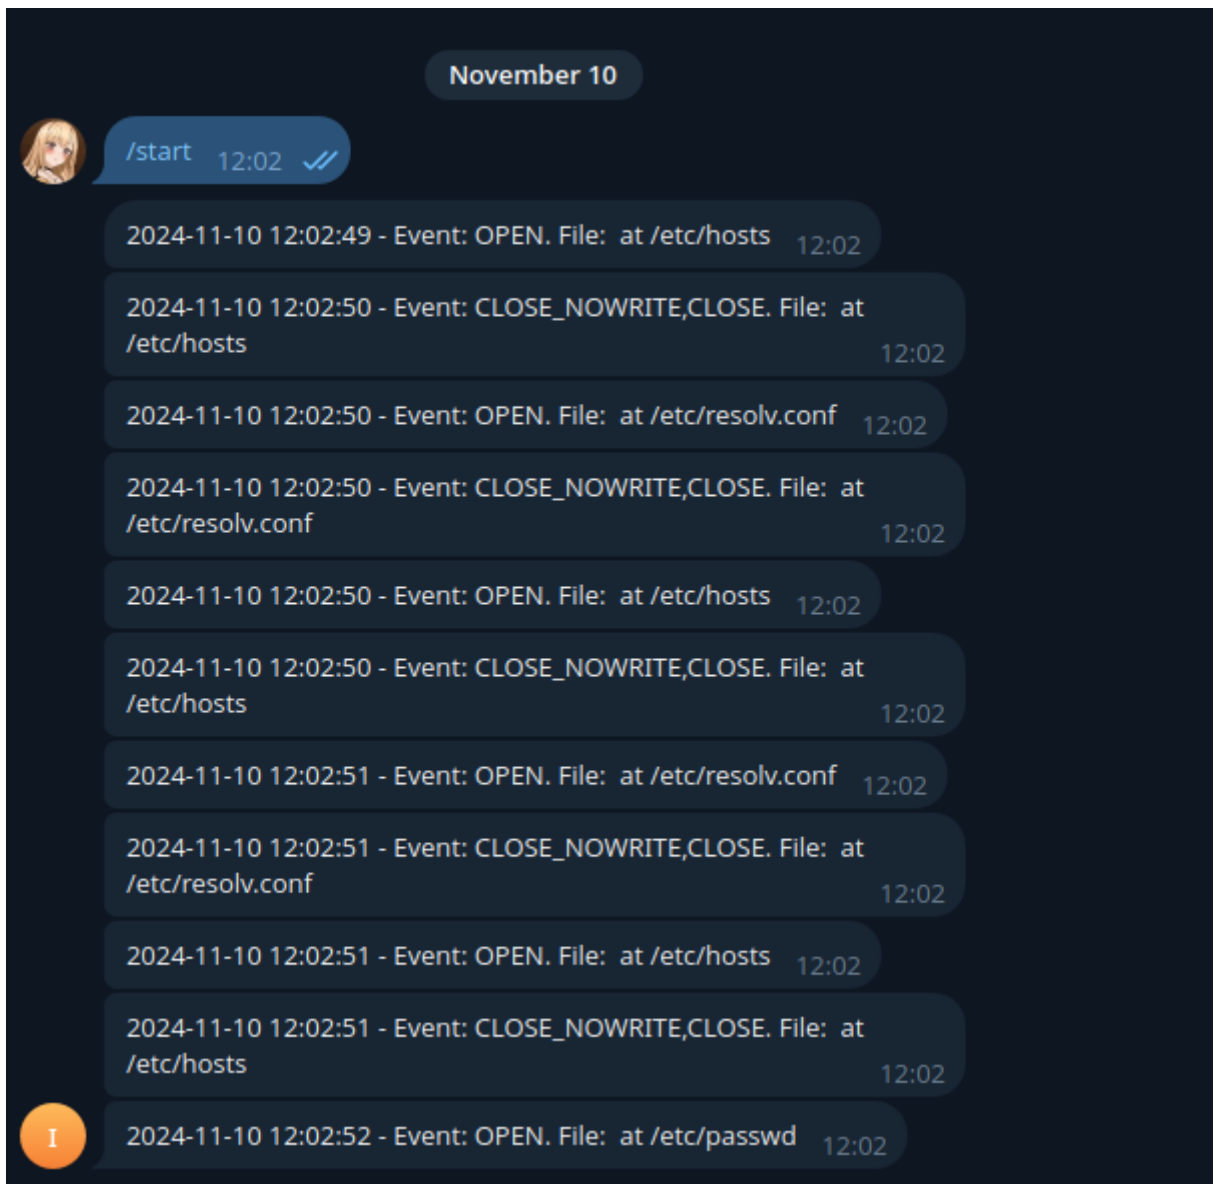 November 10
/start 12:02
2024-11-10 12:02:49 - Event: OPEN. File:  at /etc/hosts 12:02
2024-11-10 12:02:50 - Event: CLOSE_NOWRITE,CLOSE. File:  at
/etc/hosts 12:02
2024-11-10 12:02:50 - Event: OPEN. File:  at /etc/resolv.conf 12:02
2024-11-10 12:02:50 - Event: CLOSE_NOWRITE,CLOSE. File:  at
/etc/resolv.conf 12:02
2024-11-10 12:02:50 - Event: OPEN. File:  at /etc/hosts 12:02
2024-11-10 12:02:50 - Event: CLOSE_NOWRITE,CLOSE. File:  at
/etc/hosts 12:02
2024-11-10 12:02:51 - Event: OPEN. File:  at /etc/resolv.conf 12:02
2024-11-10 12:02:51 - Event: CLOSE_NOWRITE,CLOSE. File:  at
/etc/resolv.conf 12:02
2024-11-10 12:02:51 - Event: OPEN. File:  at /etc/hosts 12:02
2024-11-10 12:02:51 - Event: CLOSE_NOWRITE,CLOSE. File:  at
/etc/hosts 12:02
I 2024-11-10 12:02:52 - Event: OPEN. File:  at /etc/passwd 12:02